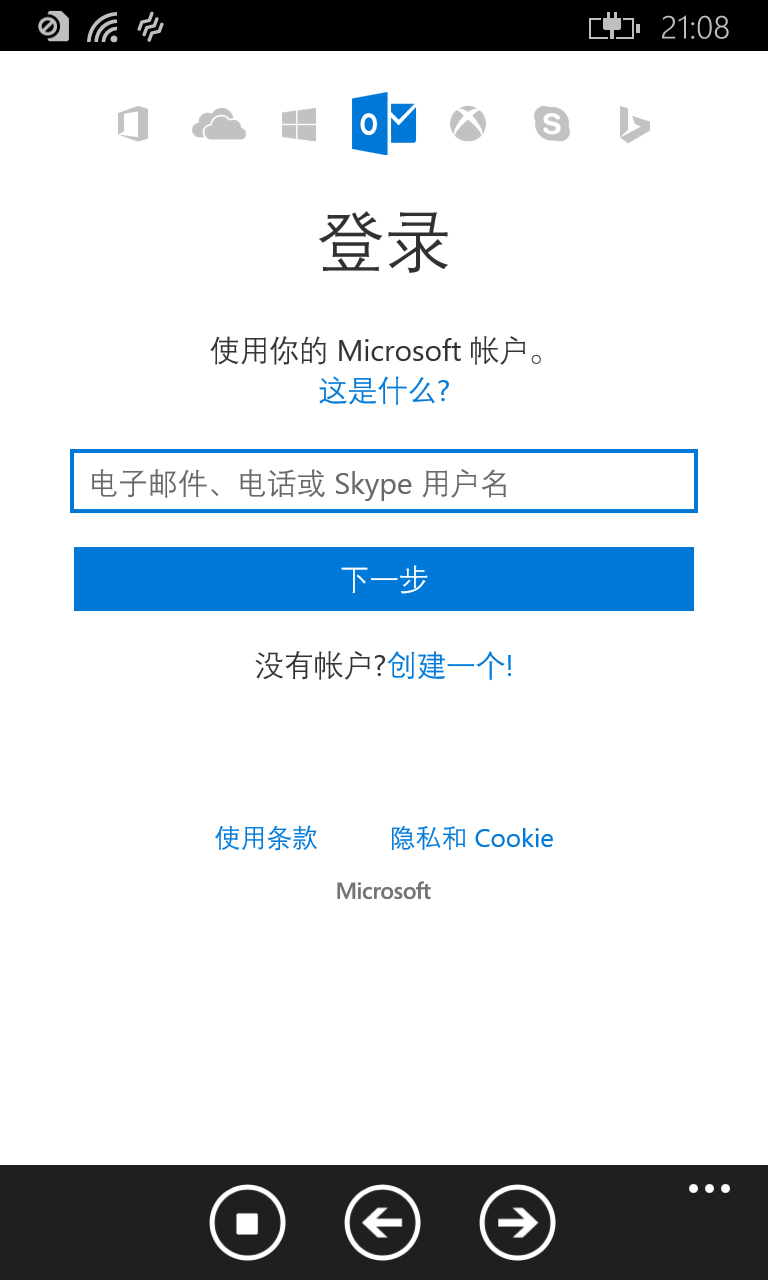 21:08
登录
使用你的 Microsoft 帐户。
这是什么?
电子邮件、电话或 Skype 用户名
下一步
没有帐户?创建一个!
使用条款 隐私和 Cookie
Microsoft